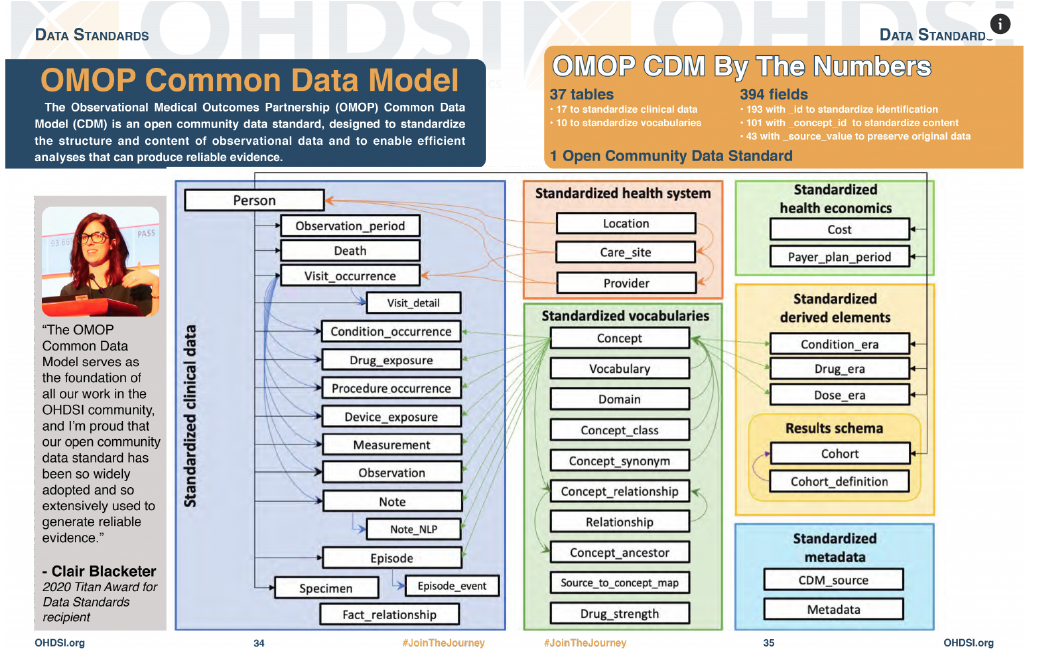 DATA STANDARDS
OMOP Common Data Model
The Observational Medical Outcomes Partnership (OMOP) Common Data
Model (CDM) is an open community data standard, designed to standardize
the structure and content of observational data and to enable efficient
analyses that can produce reliable evidence.
DATA STANDARDS
OMOP CDM By The Numbers
37 tables
• 17 to standardize clinical data
• 10 to standardize vocabularies
394 fields
• 193 with _id to standardize identification
• 101 with _concept_id to standardize content
• 43 with _source_value to preserve original data
1 Open Community Data Standard
PASS
“The OMOP
Common Data
Model serves as
the foundation of
all our work in the
OHDSI community,
and I’m proud that
our open community
data standard has
been so widely
adopted and so
extensively used to
generate reliable
evidence.”
- Clair Blacketer
2020 Titan Award for
Data Standards
recipient
Standardized clinical data
Person
Observation_period
Death
Visit_occurrence
Visit_detail
Condition_occurrence
Drug_exposure
Procedure occurrence
Device_exposure
Measurement
Observation
Note
Note_NLP
Episode
Specimen
Episode_event
Fact_relationship
Standardized health system
Location
Care_site
Provider
Standardized vocabularies
Concept
Vocabulary
Domain
Concept_class
Concept_synonym
Concept_relationship
Relationship
Concept_ancestor
Source_to_concept_map
Drug_strength
Standardized
health economics
Cost
Payer_plan_period
Standardized
derived elements
Condition_era
Drug_era
Dose_era
Results schema
Cohort
Cohort_definition
Standardized
metadata
CDM_source
Metadata
OHDSI.org
34
#JoinTheJourney
#JoinTheJourney
35
OHDSI.org